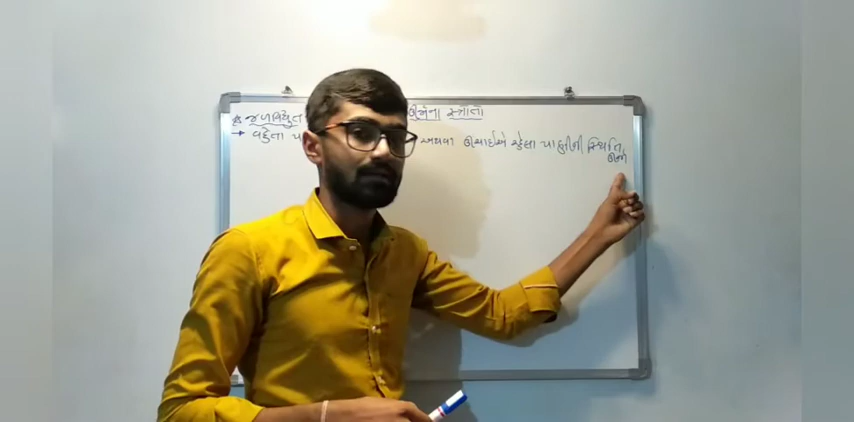 * જળવિદ્યુત ઊર્જાના સ્ત્રોતો
→ વહેતા અથવા ઊંચાઈએ રહેલા પાણીની સ્થિતિ
ઊર્જા